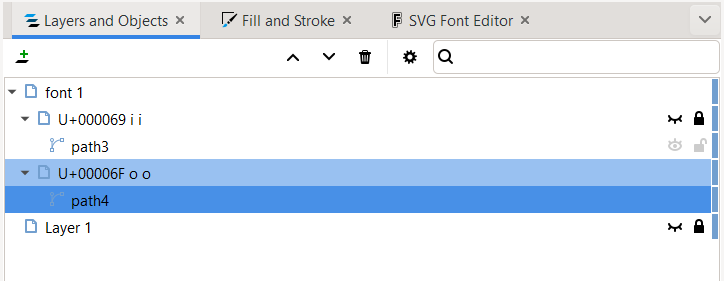 Layers and Objects Fill and Stroke SVG Font Editor
font 1
U+000069 i i
path3
U+00006F o o
path4
Layer 1